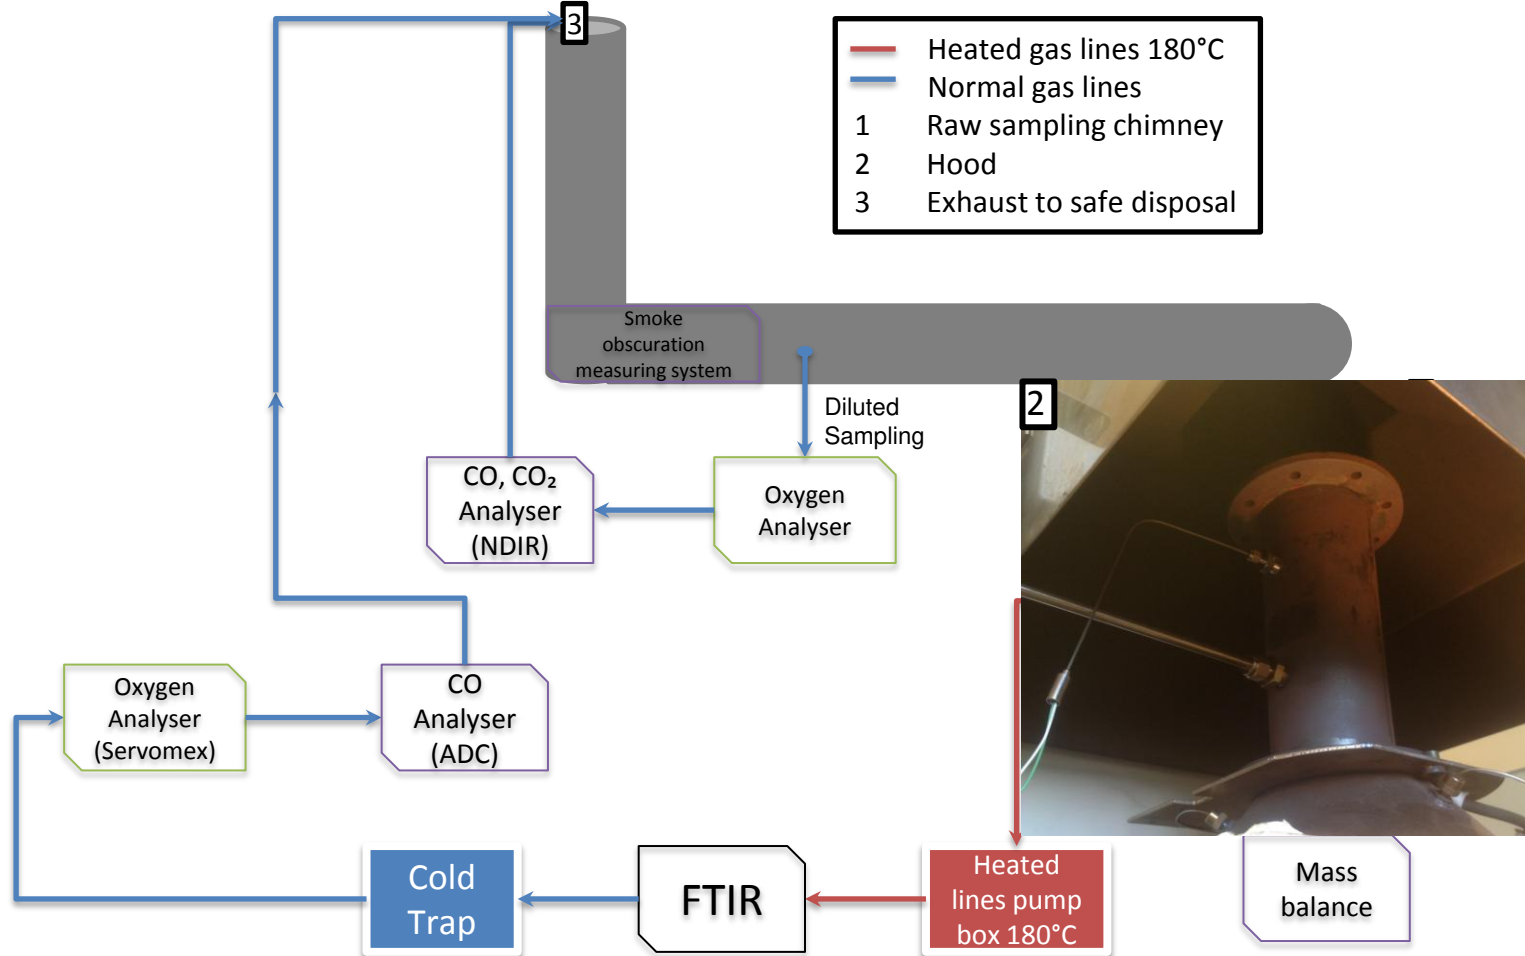 3
Heated gas lines 180°C
Normal gas lines
1 Raw sampling chimney
2 Hood
3 Exhaust to safe disposal
Smoke
obscuration
measuring system
2
Diluted
Sampling
CO, CO₂
Analyser
(NDIR)
Oxygen
Analyser
Oxygen
Analyser
(Servomex)
CO
Analyser
(ADC)
Cold
Trap
FTIR
Heated
lines pump
box 180°C
Mass
balance